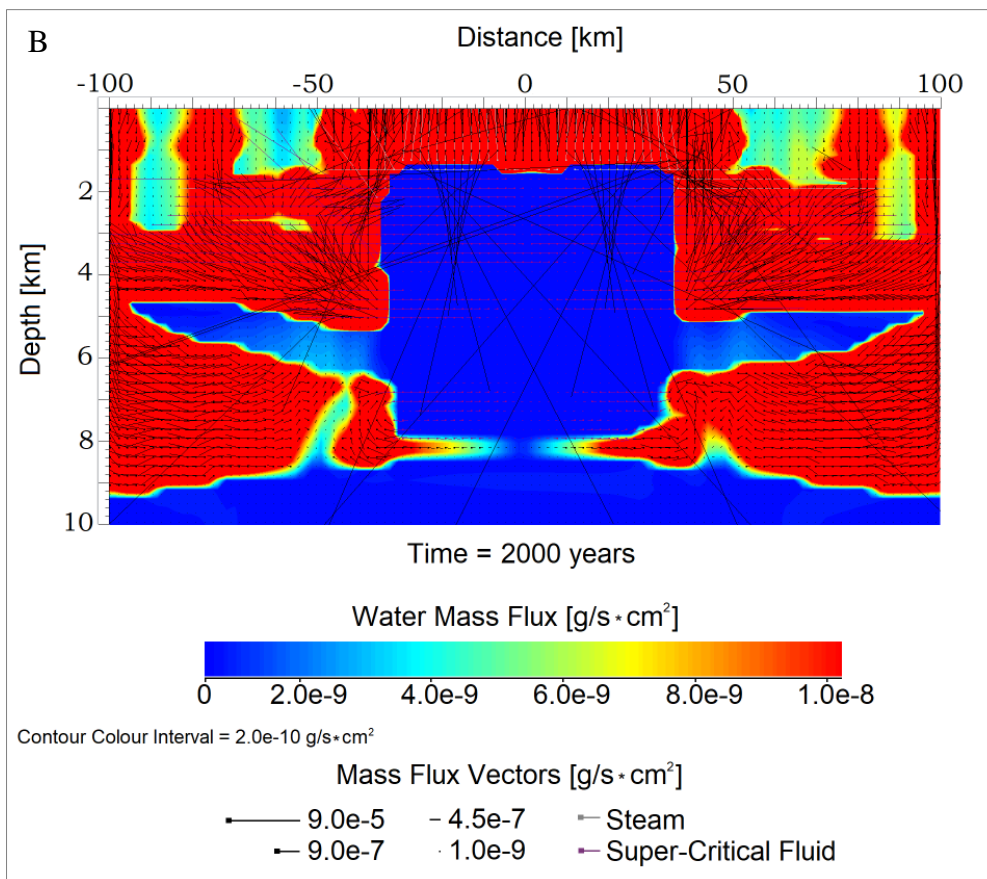 B
Distance [km]
-100 -50 0 50 100
Depth [km]
2
4
6
8
10
Time = 2000 years
Water Mass Flux [g/s*cm²]
0 2.0e-9 4.0e-9 6.0e-9 8.0e-9 1.0e-8
Contour Colour Interval = 2.0e-10 g/s*cm²
Mass Flux Vectors [g/s*cm²]
9.0e-5 4.5e-7 Steam
9.0e-7 1.0e-9 Super-Critical Fluid